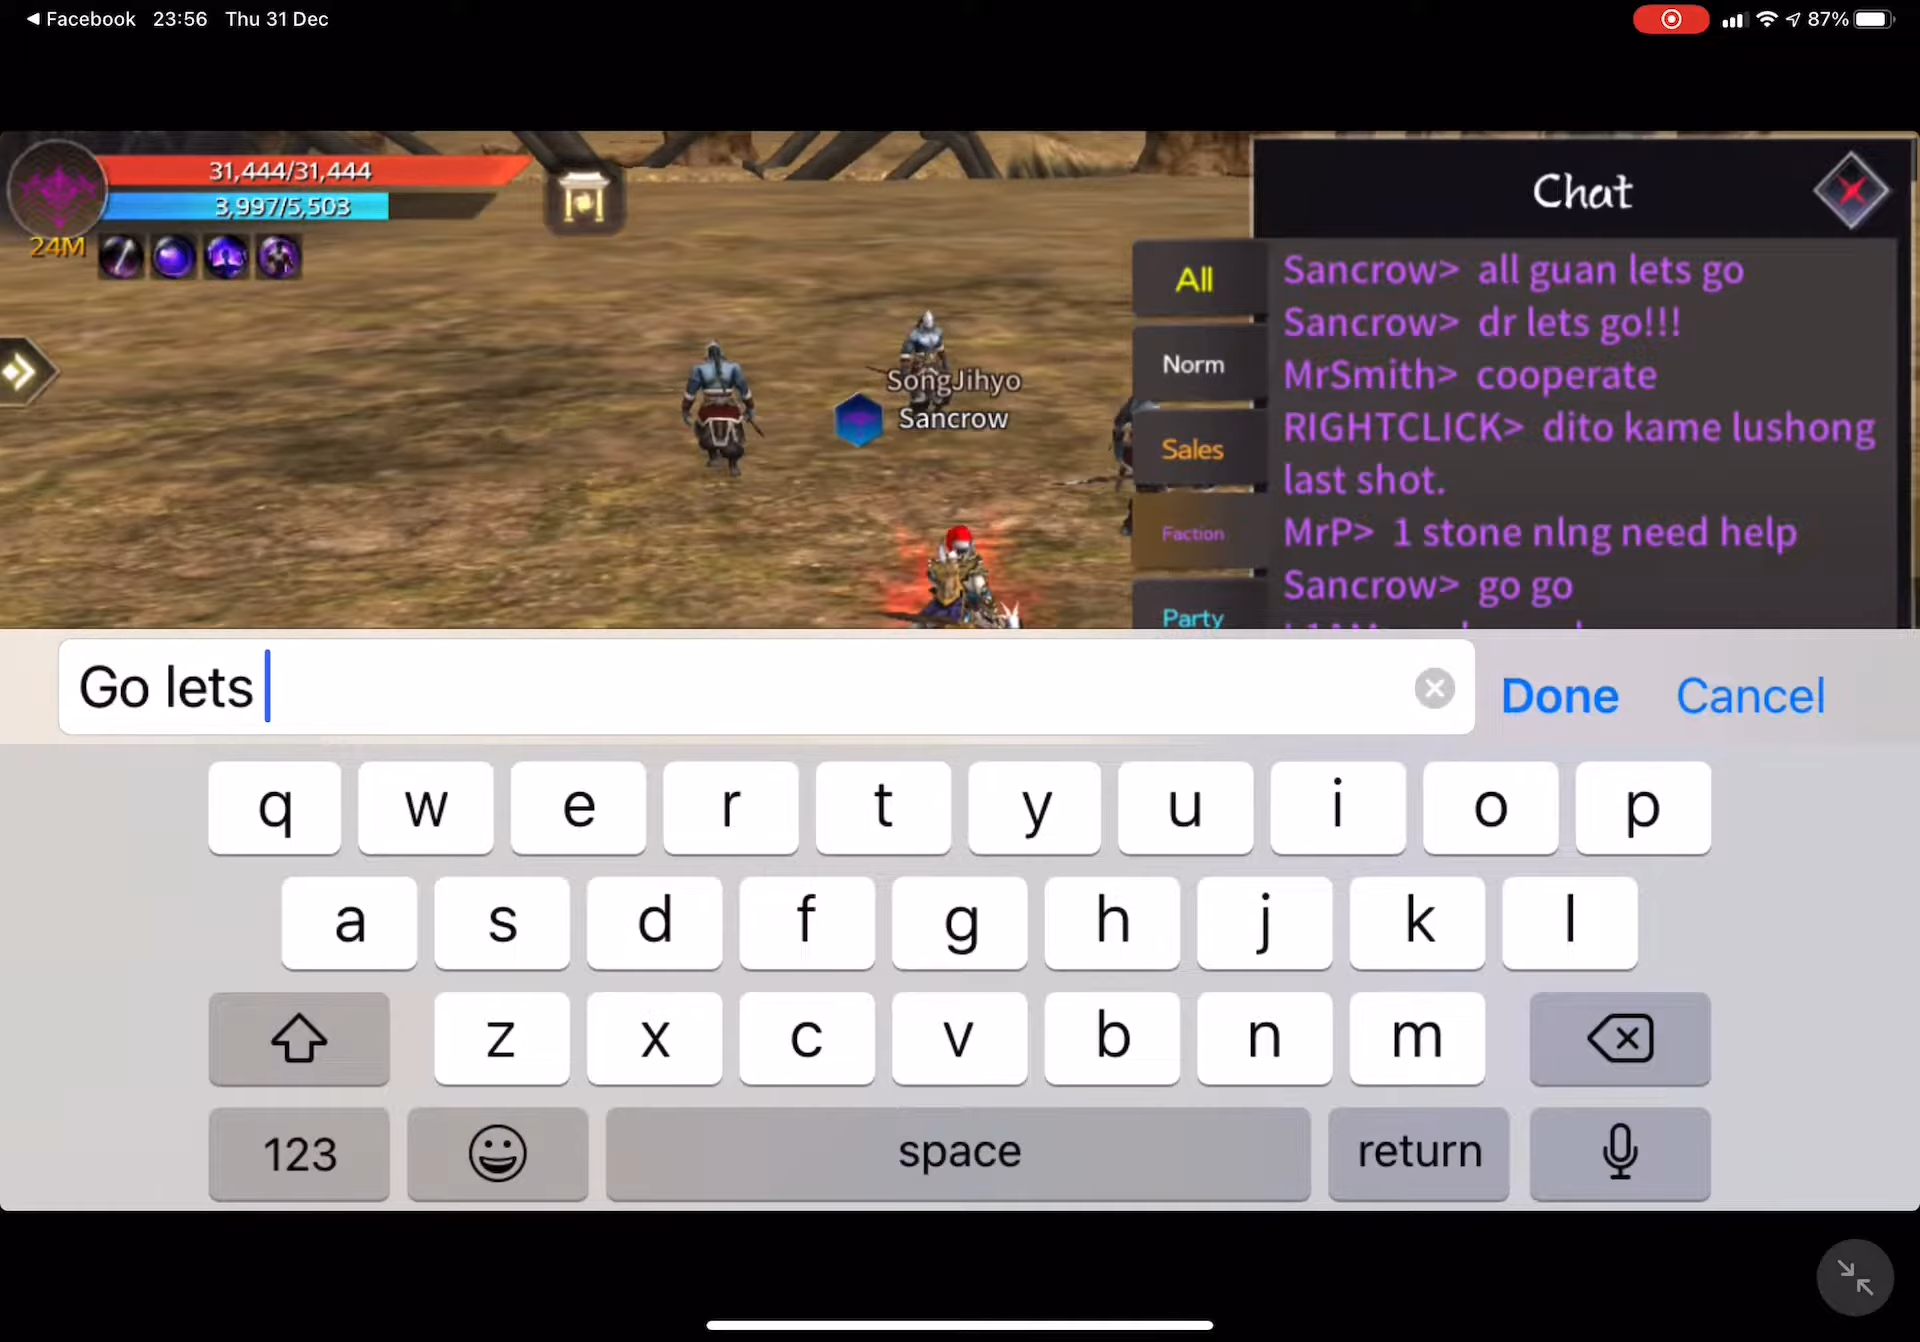 ◀ Facebook 23:56 Thu 31 Dec
87%
31,444/31,444
3,997/5,503
24M
SongJihyo
Sancrow
Chat
All
Norm
Sales
Faction
Party
Sancrow> all guan lets go
Sancrow> dr lets go!!!
MrSmith> cooperate
RIGHTCLICK> dito kame lushong
last shot.
MrP> 1 stone nlng need help
Sancrow> go go
Go lets
Done Cancel
q w e r t y u i o p
a s d f g h j k l
z x c v b n m
123 space return